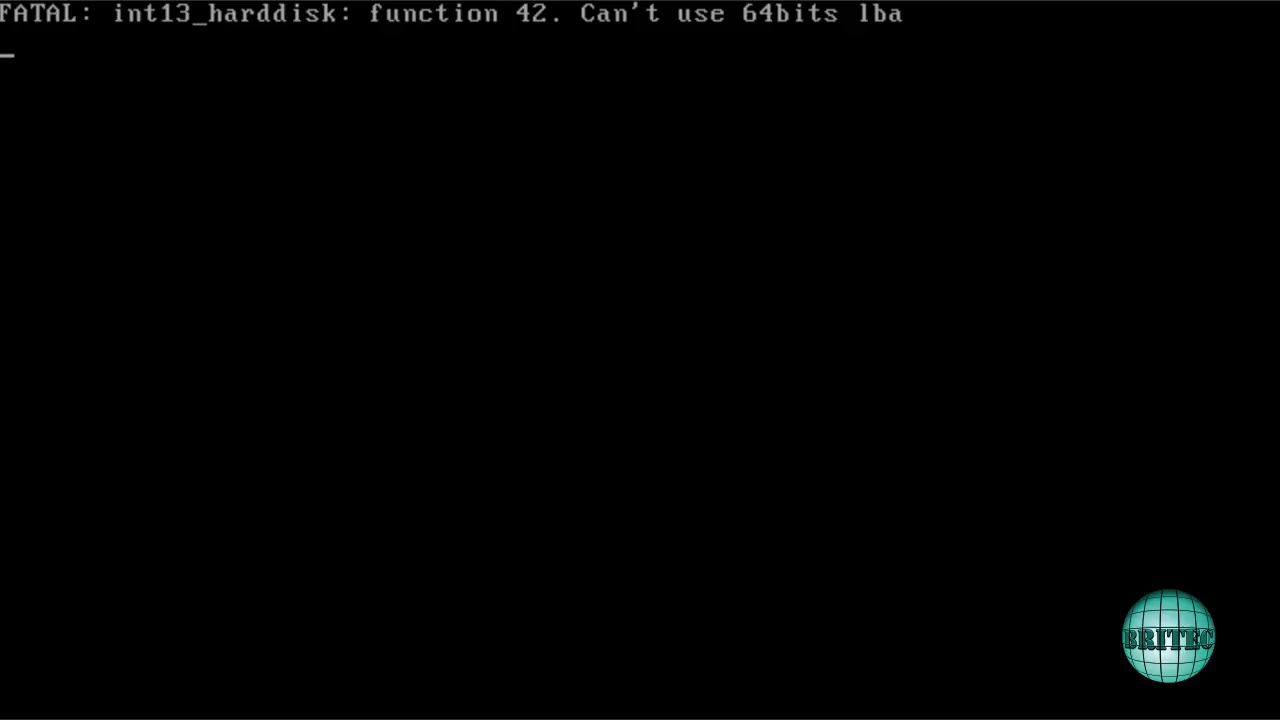 FATAL: int13_harddisk: function 42. Can't use 64bits lba
_
BRITEC